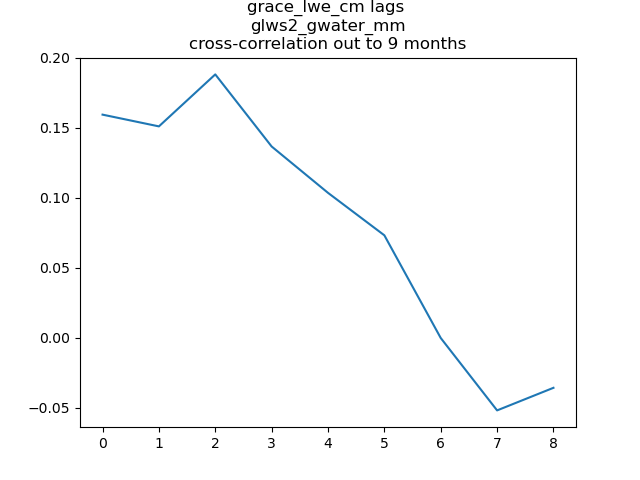 grace_lwe_cm lags
glws2_gwater_mm
cross-correlation out to 9 months
0.20
0.15
0.10
0.05
0.00
−0.05
0 1 2 3 4 5 6 7 8